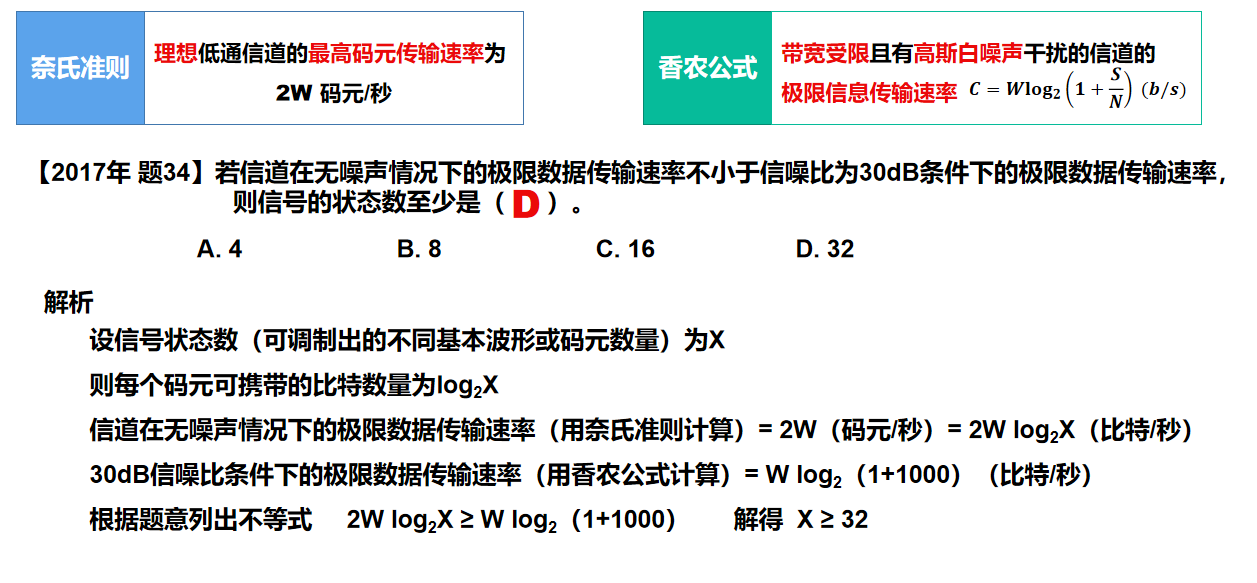 奈氏准则
理想低通信道的最高码元传输速率为
2W 码元/秒
香农公式
带宽受限且有高斯白噪声干扰的信道的
极限信息传输速率 C = Wlog₂(1 + S/N) (b/s)
【2017年 题34】若信道在无噪声情况下的极限数据传输速率不小于信噪比为30dB条件下的极限数据传输速率，
则信号的状态数至少是（ D ）。
A. 4 B. 8 C. 16 D. 32
解析
设信号状态数（可调制出的不同基本波形或码元数量）为X
则每个码元可携带的比特数量为log₂X
信道在无噪声情况下的极限数据传输速率（用奈氏准则计算）= 2W（码元/秒）= 2W log₂X（比特/秒）
30dB信噪比条件下的极限数据传输速率（用香农公式计算）= W log₂（1+1000）（比特/秒）
根据题意列出不等式 2W log₂X ≥ W log₂（1+1000） 解得 X ≥ 32